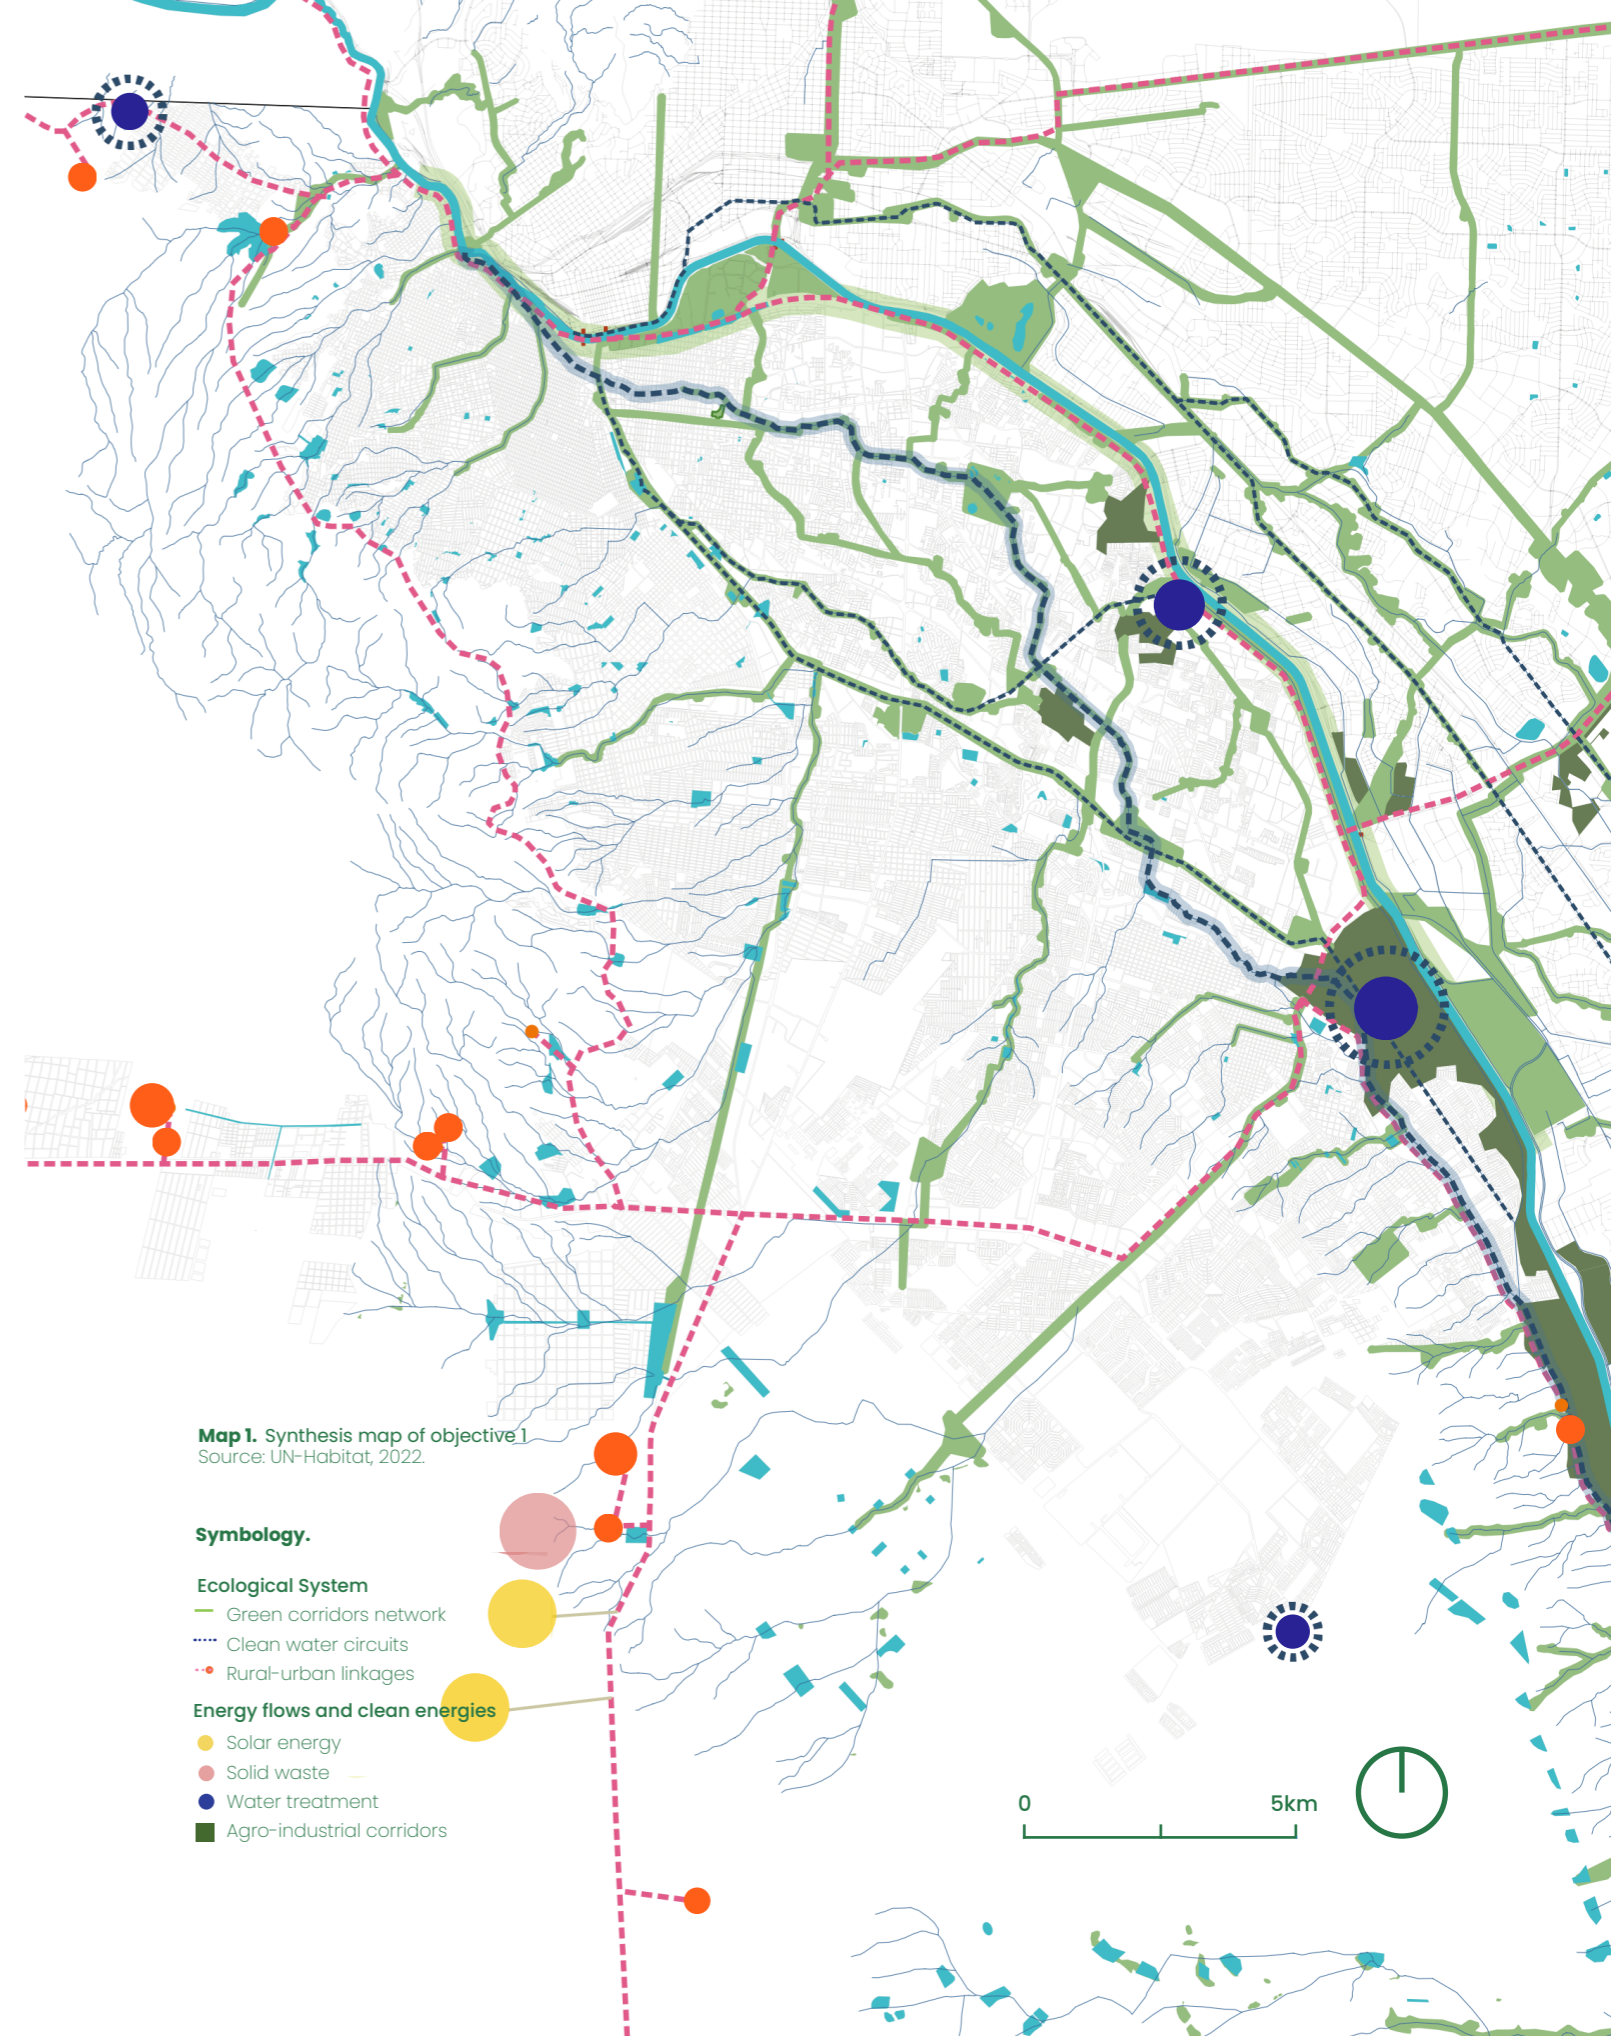 Map 1. Synthesis map of objective 1
Source: UN-Habitat, 2022.
Symbology.
Ecological System
Green corridors network
Clean water circuits
Rural-urban linkages
Energy flows and clean energies
Solar energy
Solid waste
Water treatment
Agro-industrial corridors
0 5km